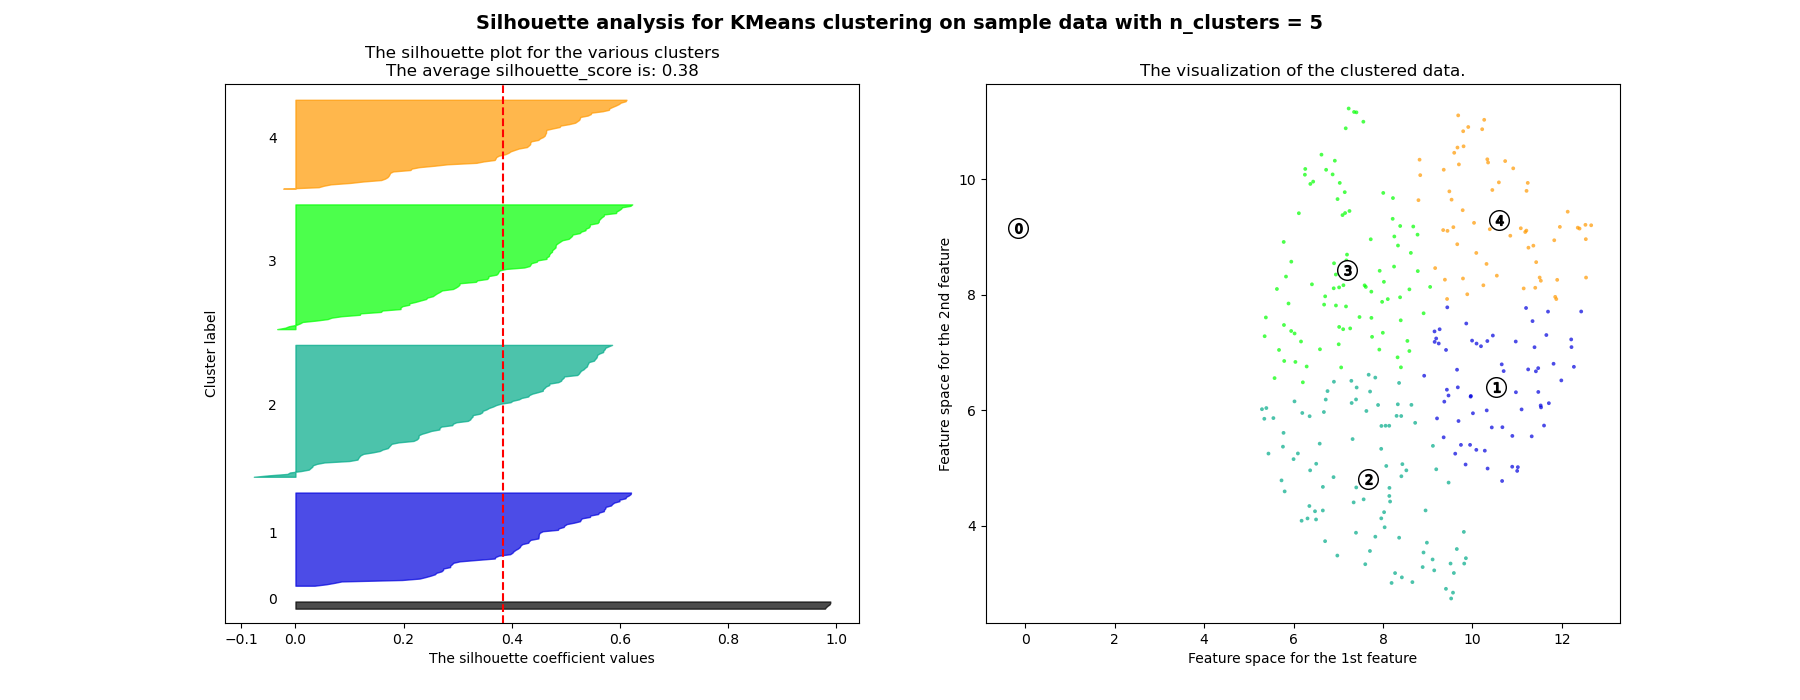 Silhouette analysis for KMeans clustering on sample data with n_clusters = 5
The silhouette plot for the various clusters
The average silhouette_score is: 0.38
4
3
2
1
0
Cluster label
−0.1 0.0 0.2 0.4 0.6 0.8 1.0
The silhouette coefficient values
The visualization of the clustered data.
10
8
6
4
Feature space for the 2nd feature
0
4
3
1
2
0 2 4 6 8 10 12
Feature space for the 1st feature